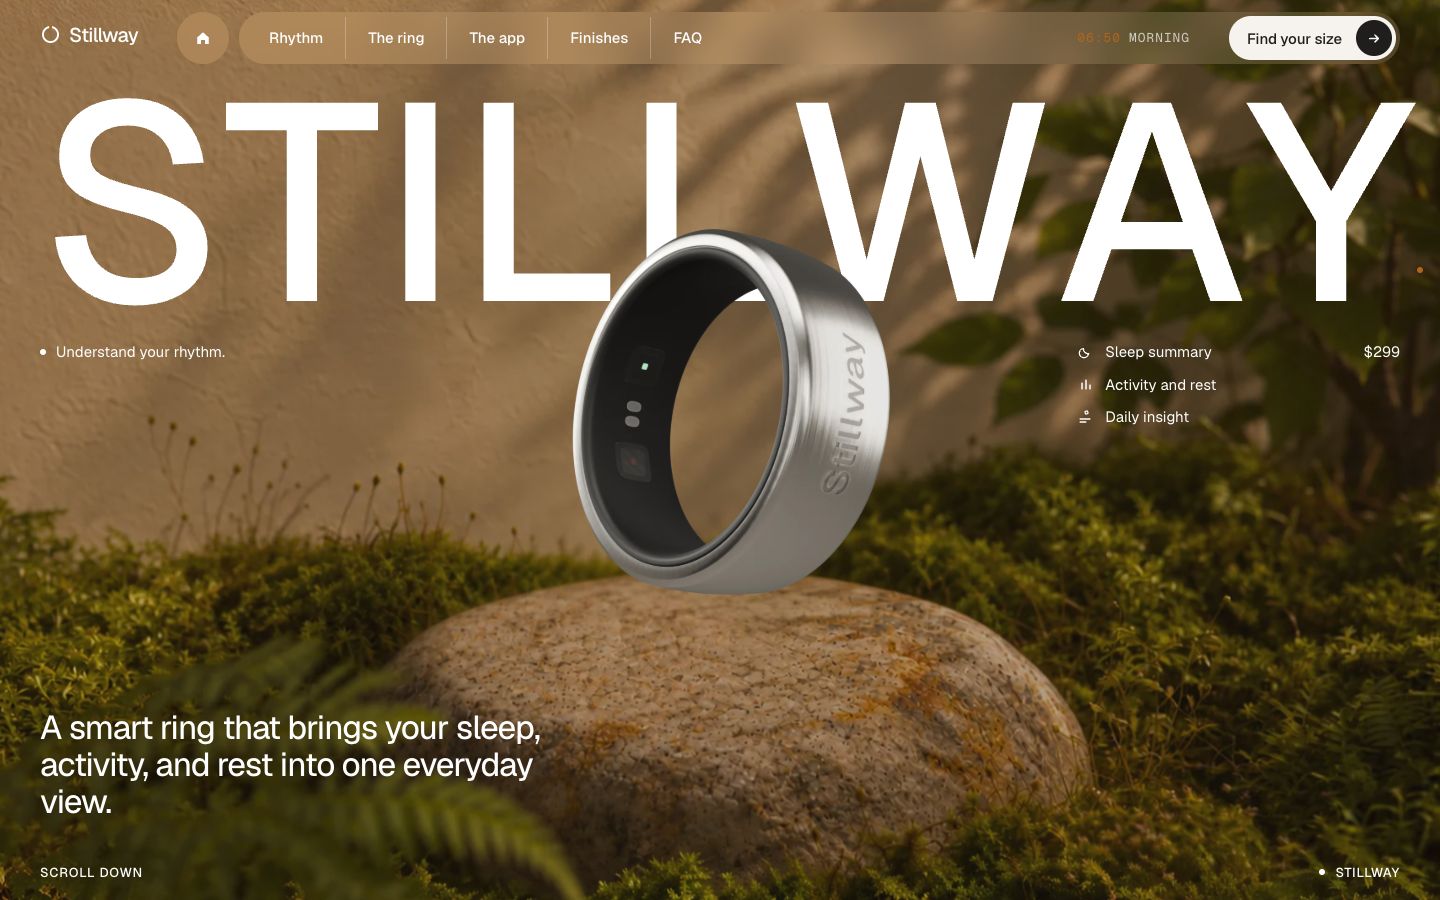 Stillway
Rhythm
The ring
The app
Finishes
FAQ
06:50 MORNING
Find your size
STILLWAY
Understand your rhythm.
Sleep summary
$299
Activity and rest
Daily insight
Stillway
A smart ring that brings your sleep,
activity, and rest into one everyday
view.
SCROLL DOWN
STILLWAY